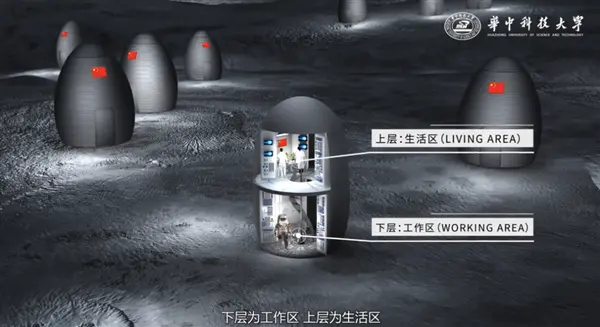 華中科技大學
HUAZHONG UNIVERSITY OF SCIENCE AND TECHNOLOGY
上层:生活区(LIVING AREA)
下层:工作区(WORKING AREA)
下层为工作区 上层为生活区